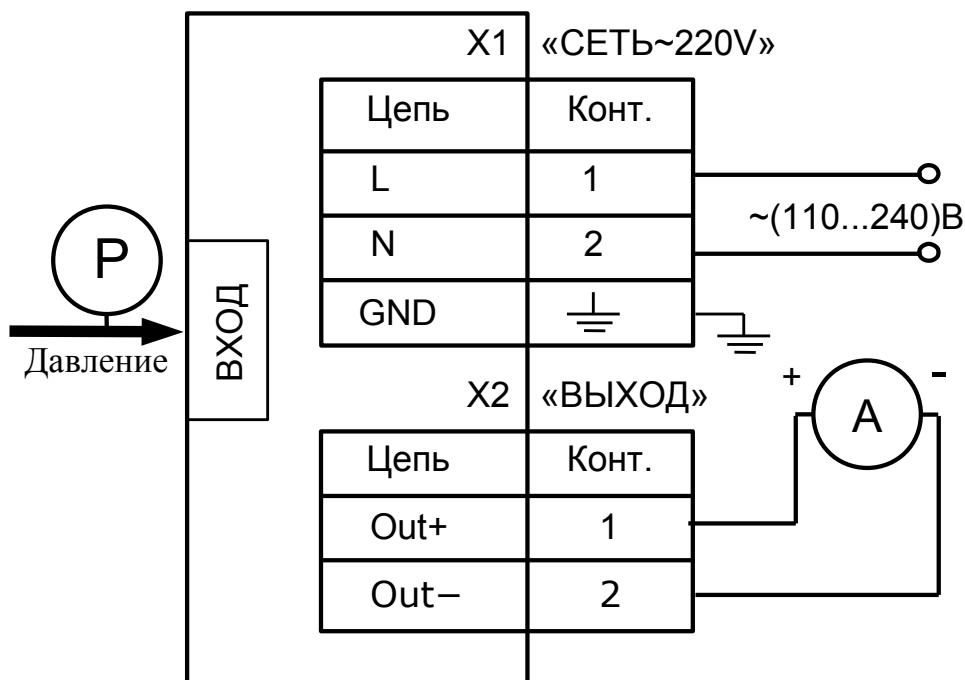 X1 «СЕТЬ~220V»
Цепь Конт.
L 1
N 2
GND
~(110...240)В
P
ВХОД
Давление
X2 «ВЫХОД»
Цепь Конт.
Out+ 1
Out− 2
+ -
A